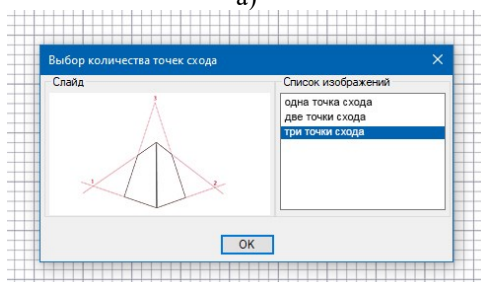 а)
Выбор количества точек схода
Слайд
Список изображений
3
1
2
одна точка схода
две точки схода
три точки схода
OK